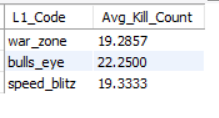 L1_Code Avg_Kill_Count
war_zone 19.2857
bulls_eye 22.2500
speed_blitz 19.3333